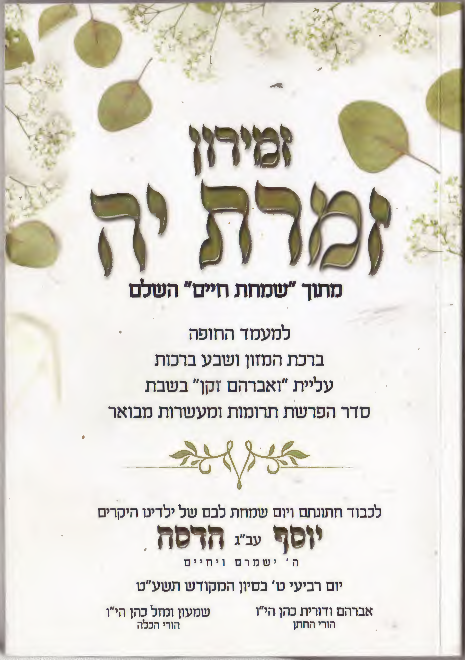 זמירון
זמרת יה
מתוך "שמחת חיים" השלם
למעמד החופה
ברכת המזון ושבע ברכות
עליית "ואברהם זקן" בשבת
סדר הפרשת תרומות ומעשרות מבואר
לכבוד חתונתם ויום שמחת לבם של ילדינו היקרים
יוסף עב"ג הדסה
ה' ישמרם ויחיים
יום רביעי ט' בסיון המקודש תשע"ט
אברהם ודורית כהן הי"ו
הורי החתן
שמעון ומזל כהן הי"ו
הורי הכלה